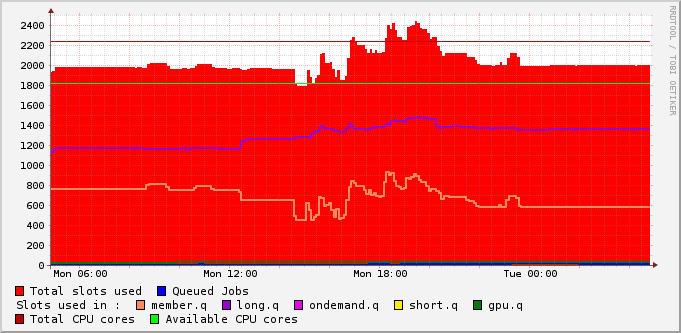 2400
2200
2000
1800
1600
1400
1200
1000
800
600
400
200
0
Mon 06:00 Mon 12:00 Mon 18:00 Tue 00:00
Total slots used Queued Jobs
Slots used in : member.q long.q ondemand.q short.q gpu.q
Total CPU cores Available CPU cores
RRDTOOL / TOBI OETIKER